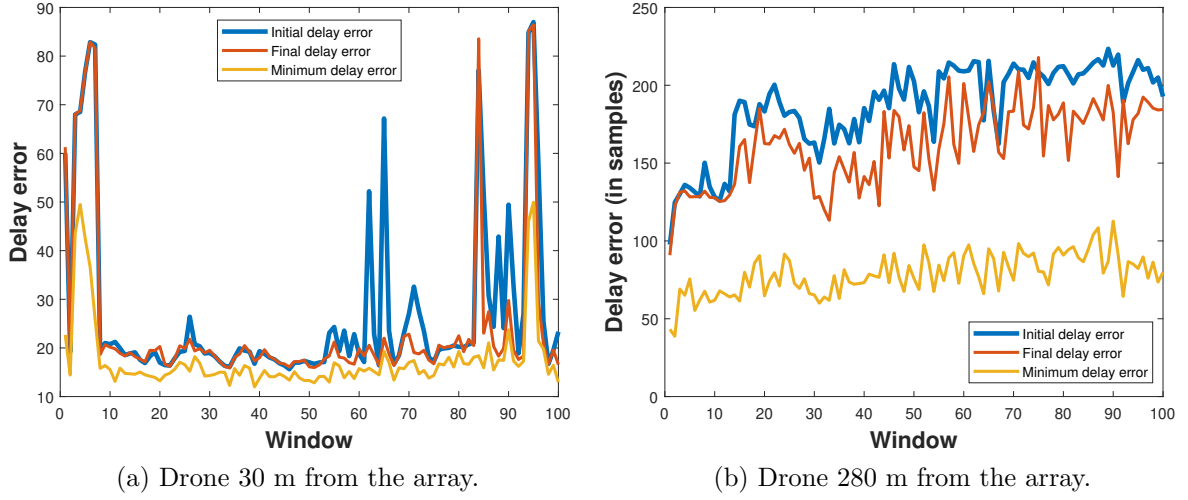 90
80
70
60
50
40
30
20
10
Delay error
Initial delay error
Final delay error
Minimum delay error
0 10 20 30 40 50 60 70 80 90 100
Window
(a) Drone 30 m from the array.
250
200
150
100
50
0
Delay error (in samples)
Initial delay error
Final delay error
Minimum delay error
0 10 20 30 40 50 60 70 80 90 100
Window
(b) Drone 280 m from the array.